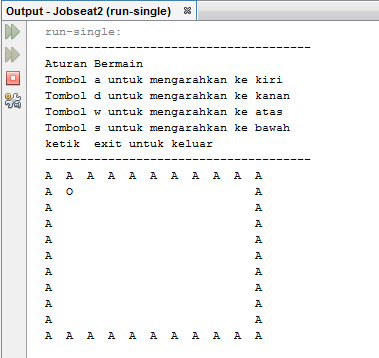 Output - Jobseat2 (run-single)
run-single:
--------------------------------------
Aturan Bermain
Tombol a untuk mengarahkan ke kiri
Tombol d untuk mengarahkan ke kanan
Tombol w untuk mengarahkan ke atas
Tombol s untuk mengarahkan ke bawah
ketik  exit untuk keluar
--------------------------------------
A  A  A  A  A  A  A  A  A  A  A
A  O                          A
A                             A
A                             A
A                             A
A                             A
A                             A
A                             A
A                             A
A                             A
A  A  A  A  A  A  A  A  A  A  A